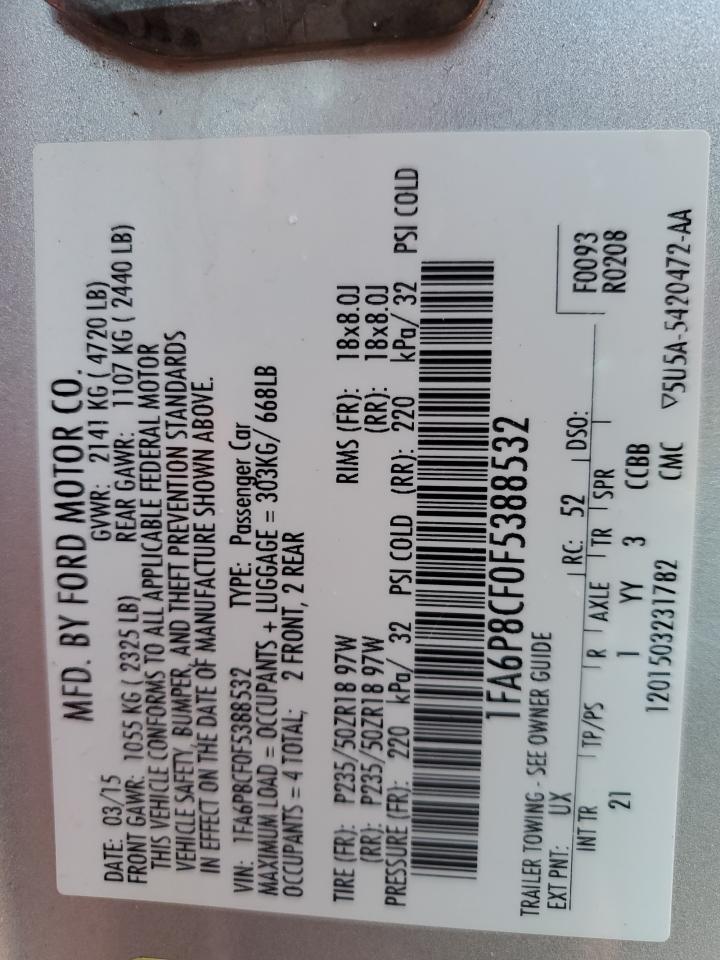 MFD. BY FORD MOTOR CO.
DATE: 03/15 GVWR: 2141 KG ( 4720 LB)
FRONT GAWR: 1055 KG ( 2325 LB) REAR GAWR: 1107 KG ( 2440 LB)
THIS VEHICLE CONFORMS TO ALL APPLICABLE FEDERAL MOTOR
VEHICLE SAFETY, BUMPER, AND THEFT PREVENTION STANDARDS
IN EFFECT ON THE DATE OF MANUFACTURE SHOWN ABOVE.
VIN: 1FA6P8CF0F5388532 TYPE: Passenger Car
MAXIMUM LOAD = OCCUPANTS + LUGGAGE = 303KG/ 668LB
OCCUPANTS = 4 TOTAL; 2 FRONT, 2 REAR
TIRE (FR): P235/50ZR18 97W RIMS (FR): 18x8.0J
(RR): P235/50ZR18 97W (RR): 18x8.0J
PRESSURE (FR): 220 kPa/ 32 PSI COLD (RR): 220 kPa/ 32 PSI COLD
1FA6P8CF0F5388532
TRAILER TOWING - SEE OWNER GUIDE
EXT PNT: UX RC: 52 DSO: F0093
INT TR TP/PS R AXLE TR SPR R0208
21 1 YY 3 CCBB
1201503231782 CMC ▽5U5A-5420472-AA